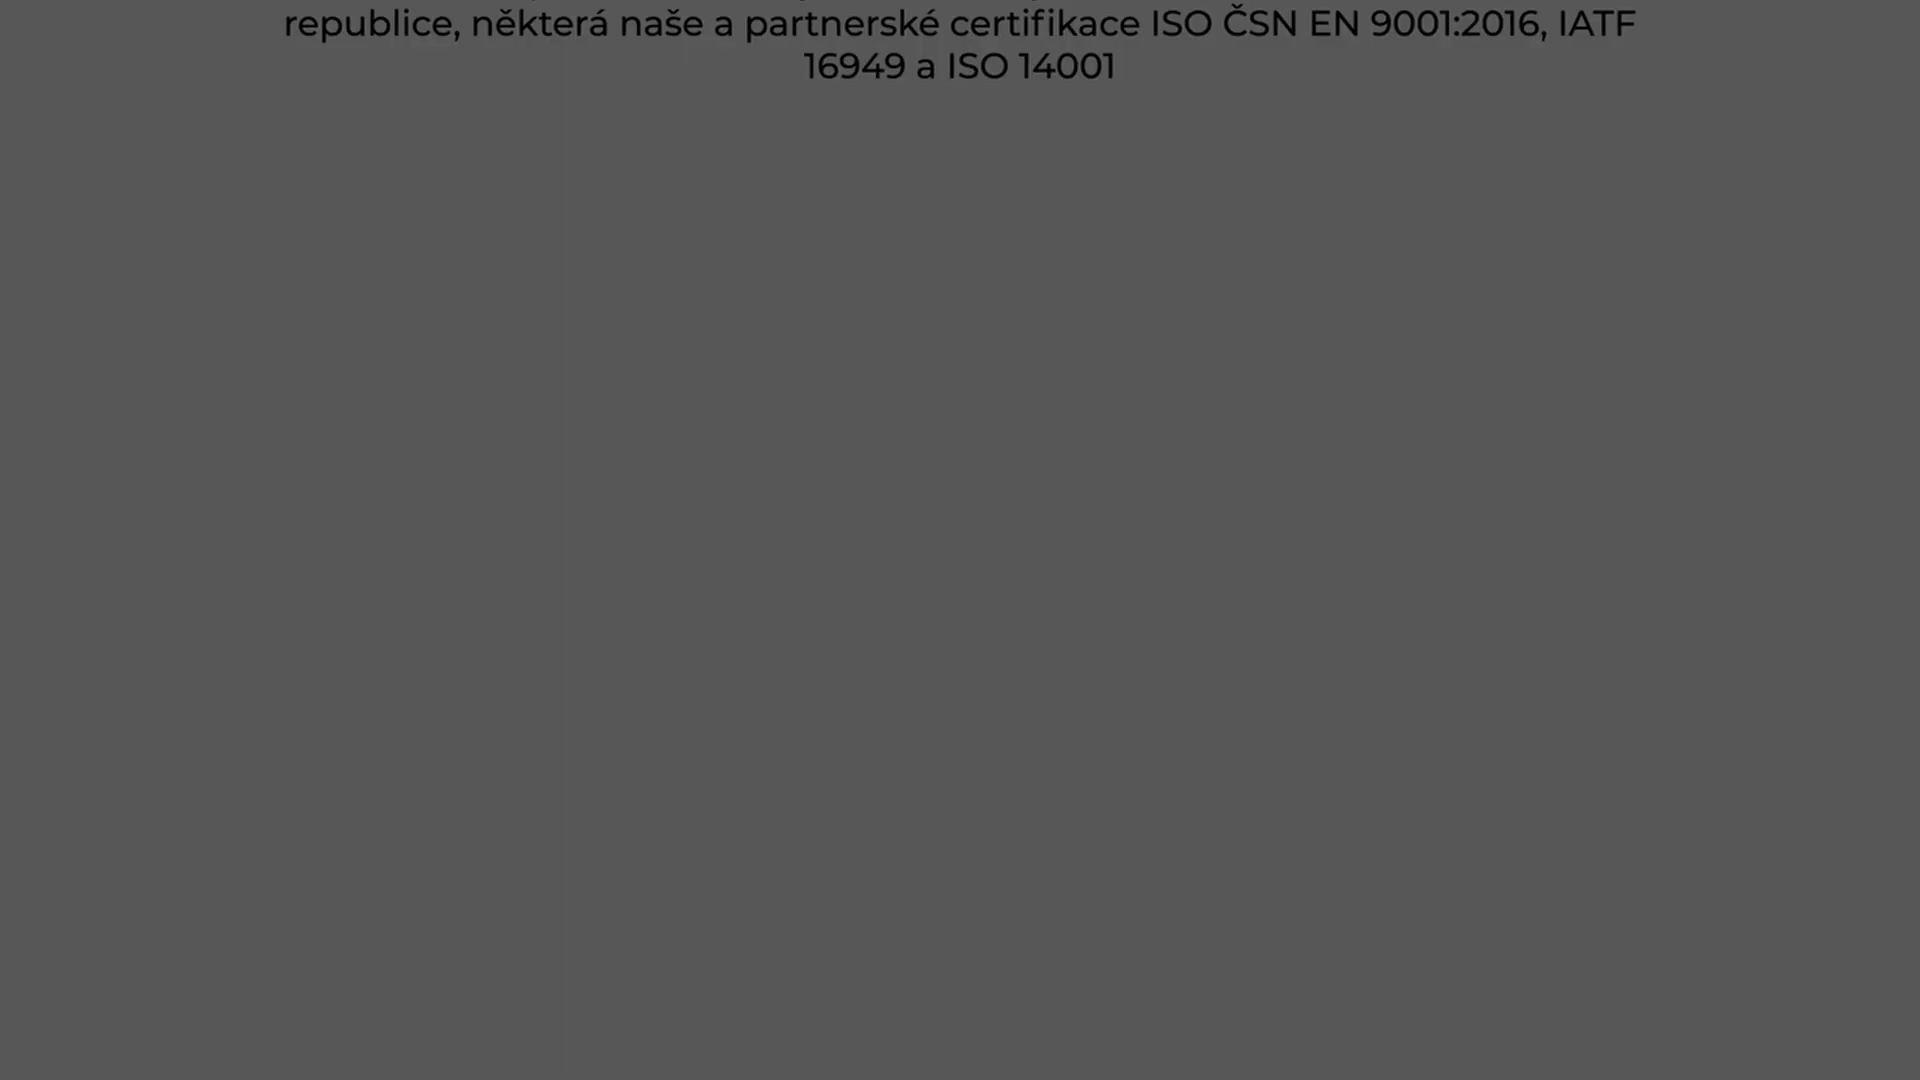 republice, některá naše a partnerské certifikace ISO ČSN EN 9001:2016, IATF
16949 a ISO 14001